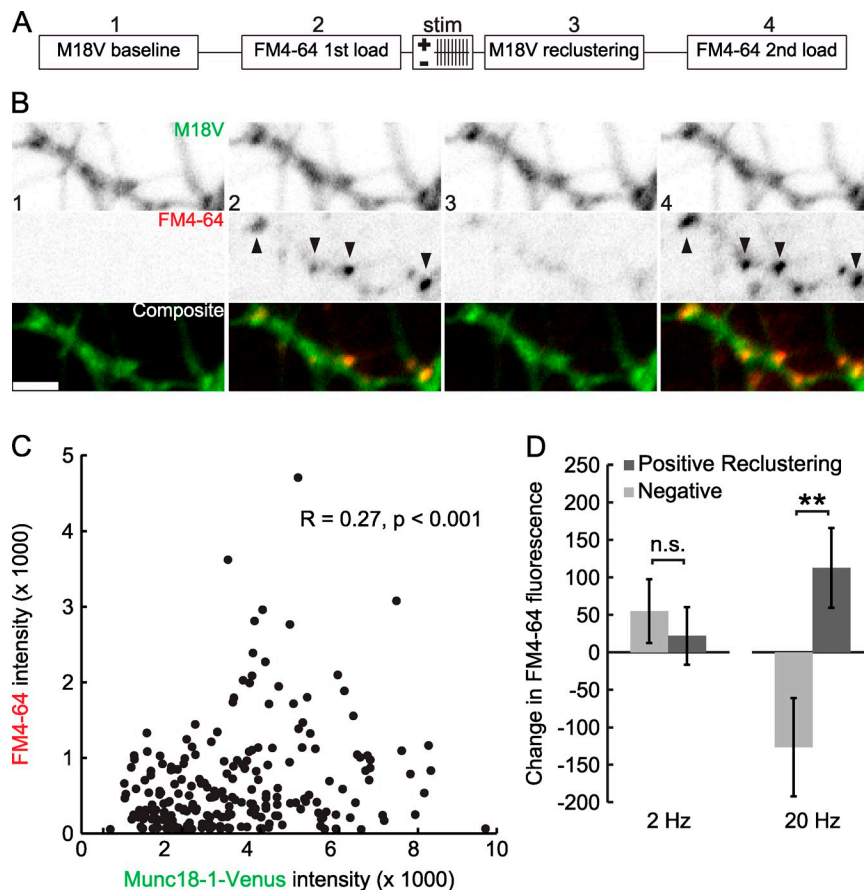 A
1 2 stim 3 4
M18V baseline FM4-64 1st load + - M18V reclustering FM4-64 2nd load
B
M18V
1 2 3 4
FM4-64
Composite
C
5
4
3
2
1
0
FM4-64 intensity (x 1000)
R = 0.27, p < 0.001
0 2 4 6 8 10
Munc18-1-Venus intensity (x 1000)
D
Positive Reclustering
Negative
250
200
150
100
50
0
-50
-100
-150
-200
Change in FM4-64 fluorescence
n.s.
**
2 Hz 20 Hz